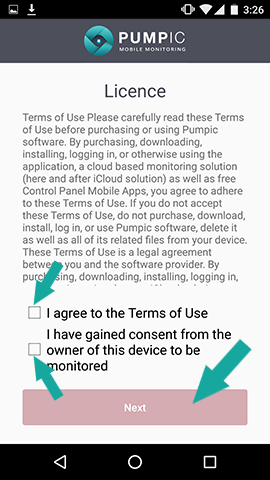 3:26
PUMPIC
MOBILE MONITORING
Licence
Terms of Use Please carefully read these Terms
of Use before purchasing or using Pumpic
software. By purchasing, downloading,
installing, logging in, or otherwise using the
application, a cloud based monitoring solution
(here and after iCloud solution) as well as free
Control Panel Mobile Apps, you agree to adhere
to these Terms of Use. If you do not accept
these Terms of Use, do not purchase, download,
install, log in, or use Pumpic software, delete it
as well as all of its related files from your device.
These Terms of Use is a legal agreement
between you and the software provider. By
purchasing, downloading, installing, logging in,
I agree to the Terms of Use
I have gained consent from the
owner of this device to be
monitored
Next